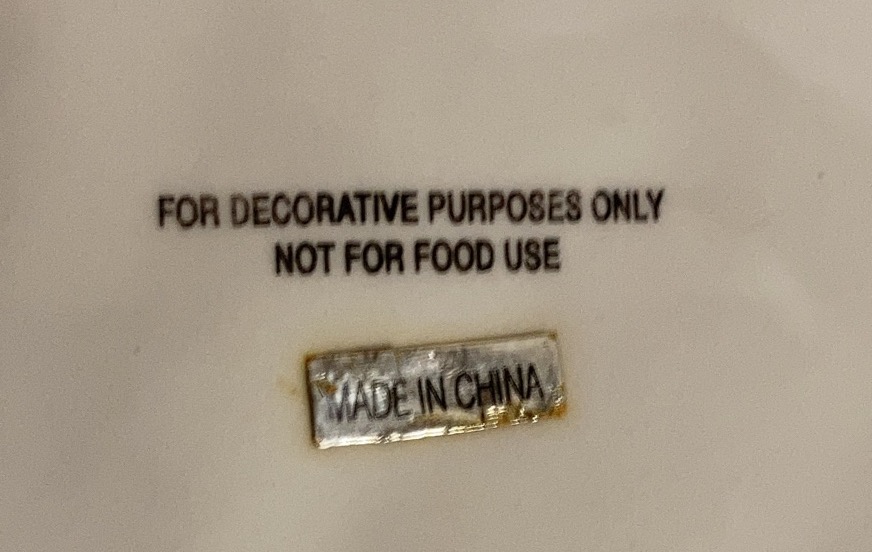 FOR DECORATIVE PURPOSES ONLY
NOT FOR FOOD USE
MADE IN CHINA